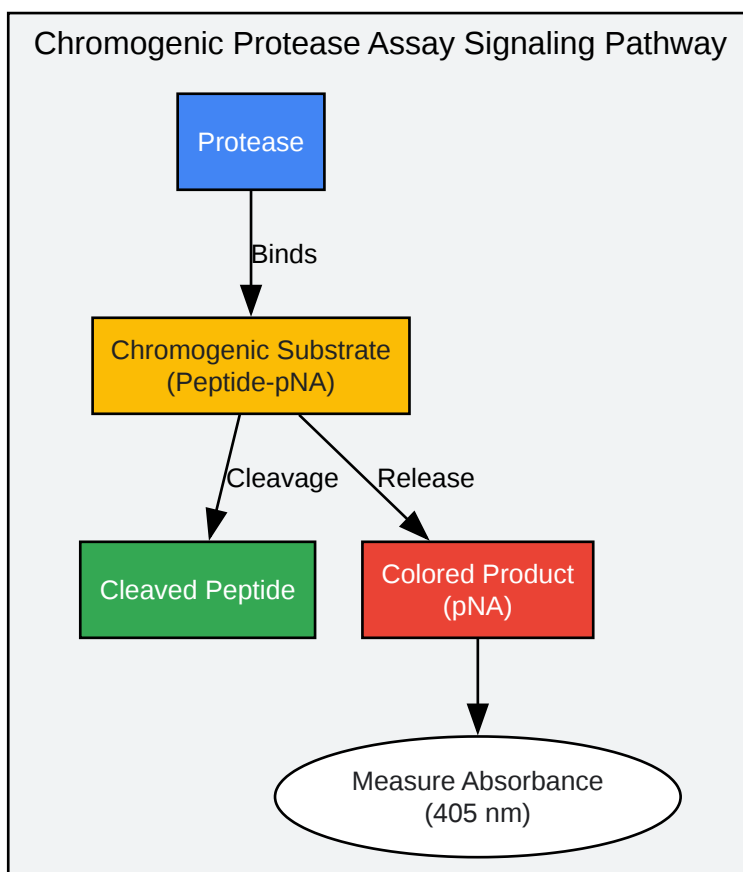 Chromogenic Protease Assay Signaling Pathway
Protease
Binds
Chromogenic Substrate
(Peptide-pNA)
Cleavage
Release
Cleaved Peptide
Colored Product
(pNA)
Measure Absorbance
(405 nm)